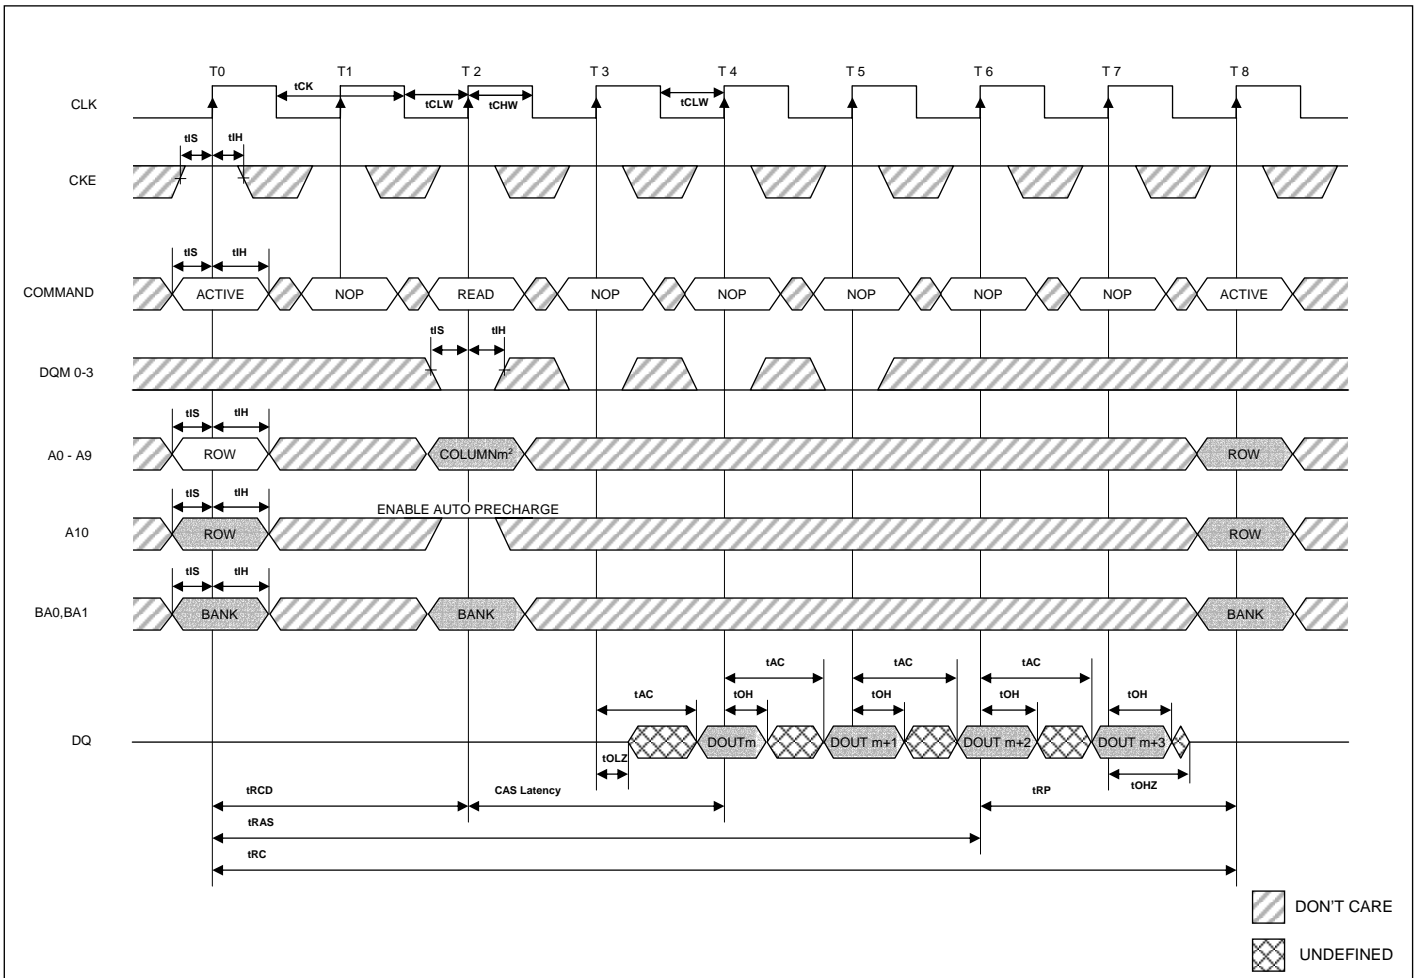 T0 T1 T 2 T 3 T 4 T 5 T 6 T 7 T 8
tCK
CLK tCLW tCHW tCLW
tIS tIH
CKE
tIS tIH
COMMAND ACTIVE NOP READ NOP NOP NOP NOP NOP ACTIVE
tIS tIH
DQM 0-3
tIS tIH
A0 - A9 ROW COLUMNm² ROW
tIS tIH
ENABLE AUTO PRECHARGE
A10 ROW ROW
tIS tIH
BA0,BA1 BANK BANK BANK
tAC tAC tAC
tAC tOH tOH tOH tOH
DQ DOUTm DOUT m+1 DOUT m+2 DOUT m+3
tOLZ tOHZ
tRCD CAS Latency tRP
tRAS
tRC
DON'T CARE
UNDEFINED